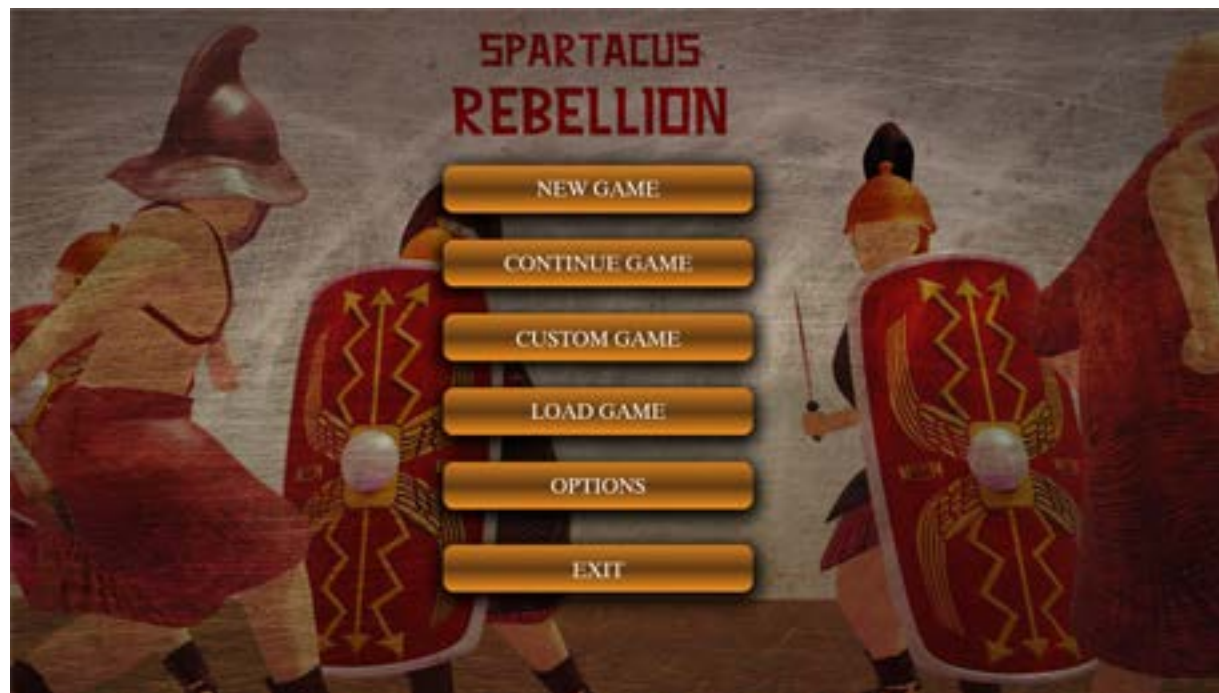 SPARTACUS
REBELLION
NEW GAME
CONTINUE GAME
CUSTOM GAME
LOAD GAME
OPTIONS
EXIT